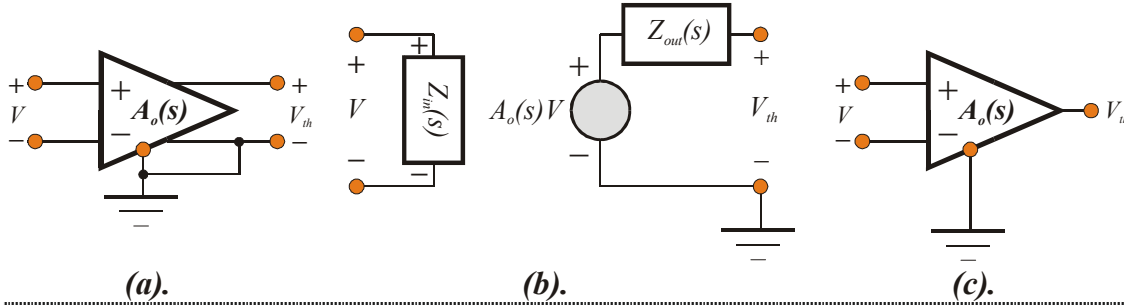 +
V
−
+
−
A_o(s)
+
V_th
−
−
(a).
+
V
−
+
Z_in(s)
−
A_o(s)V
+
−
Z_out(s)
+
V_th
−
−
(b).
+
V
−
+
−
A_o(s)
V_th
−
(c).